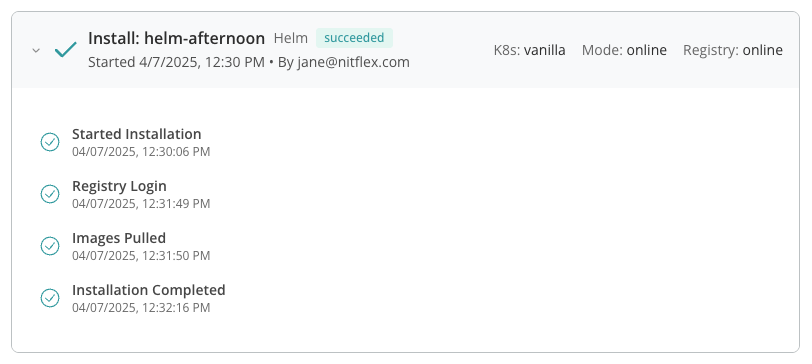 Install: helm-afternoon Helm succeeded
Started 4/7/2025, 12:30 PM • By jane@nitflex.com
K8s: vanilla Mode: online Registry: online
Started Installation
04/07/2025, 12:30:06 PM
Registry Login
04/07/2025, 12:31:49 PM
Images Pulled
04/07/2025, 12:31:50 PM
Installation Completed
04/07/2025, 12:32:16 PM